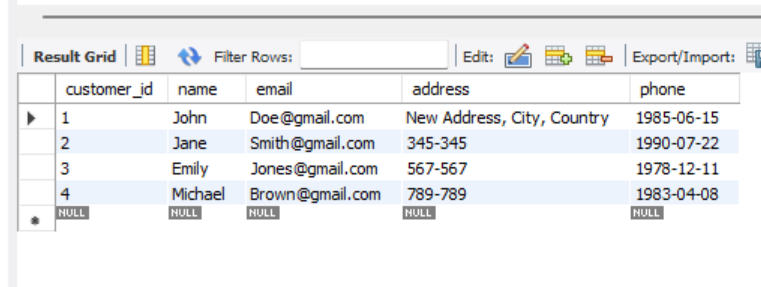 Result Grid Filter Rows: Edit: Export/Import:
customer_id name email address phone
1 John Doe@gmail.com New Address, City, Country 1985-06-15
2 Jane Smith@gmail.com 345-345 1990-07-22
3 Emily Jones@gmail.com 567-567 1978-12-11
4 Michael Brown@gmail.com 789-789 1983-04-08
NULL NULL NULL NULL NULL